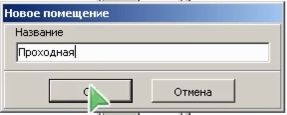 Новое помещение
Название
Проходная
Отмена